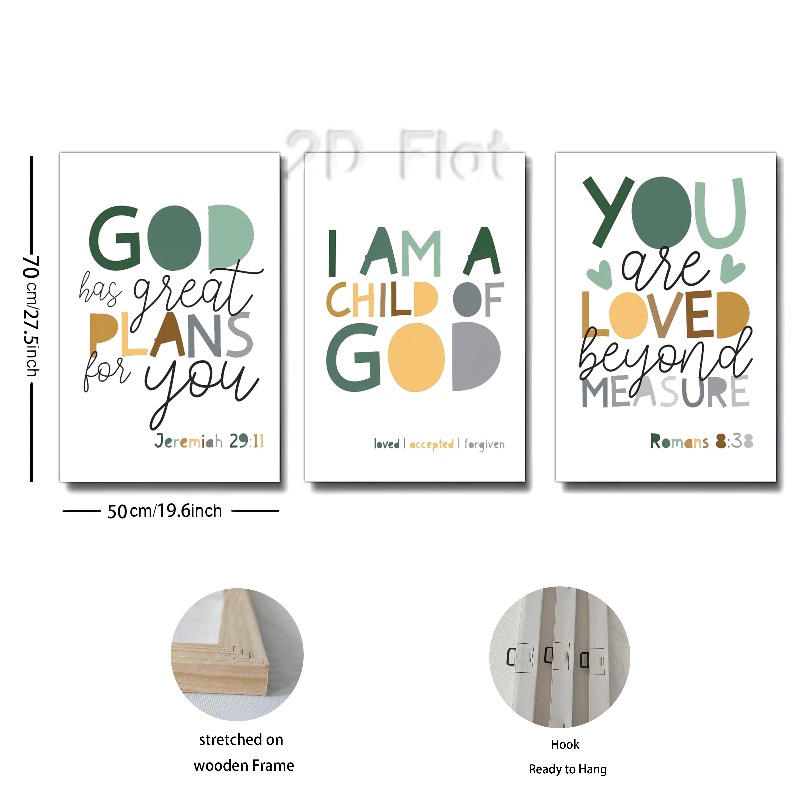 2D Flat
GOD
has great
PLANS
for you
Jeremiah 29:11
I AM A
CHILD OF
GOD
loved | accepted | forgiven
YOU
are
LOVED
beyond
MEASURE
Romans 8:38
70cm/27.5inch
50cm/19.6inch
stretched on
wooden Frame
Hook
Ready to Hang